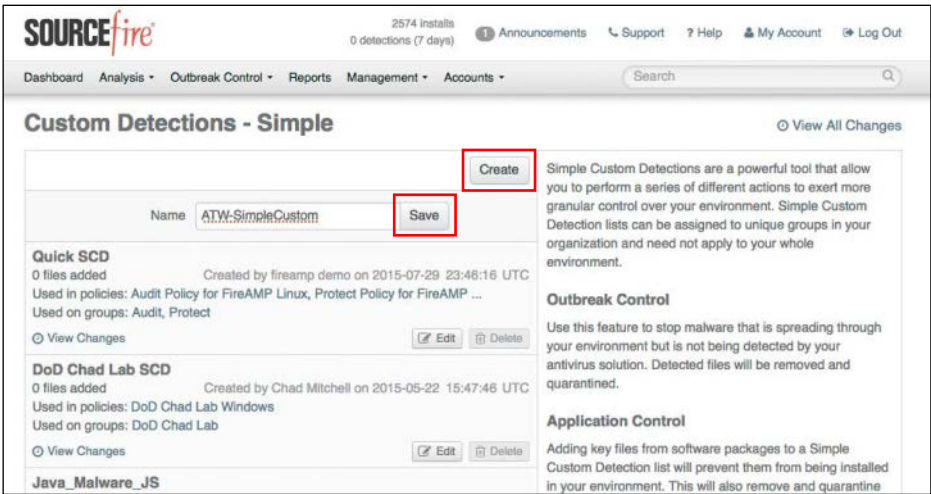 SOURCEfire
2574 installs
0 detections (7 days)
1 Announcements
Support
? Help
My Account
Log Out
Dashboard Analysis Outbreak Control Reports Management Accounts
Search
Custom Detections - Simple
View All Changes
Create
Name ATW-SimpleCustom Save
Quick SCD
0 files added Created by fireamp demo on 2015-07-29 23:46:16 UTC
Used in policies: Audit Policy for FireAMP Linux, Protect Policy for FireAMP ...
Used on groups: Audit, Protect
View Changes Edit Delete
DoD Chad Lab SCD
0 files added Created by Chad Mitchell on 2015-05-22 15:47:46 UTC
Used in policies: DoD Chad Lab Windows
Used on groups: DoD Chad Lab
View Changes Edit Delete
Java_Malware_JS
Simple Custom Detections are a powerful tool that allow
you to perform a series of different actions to exert more
granular control over your environment. Simple Custom
Detection lists can be assigned to unique groups in your
organization and need not apply to your whole
environment.
Outbreak Control
Use this feature to stop malware that is spreading through
your environment but is not being detected by your
antivirus solution. Detected files will be removed and
quarantined.
Application Control
Adding key files from software packages to a Simple
Custom Detection list will prevent them from being installed
in your environment. This will also remove and quarantine